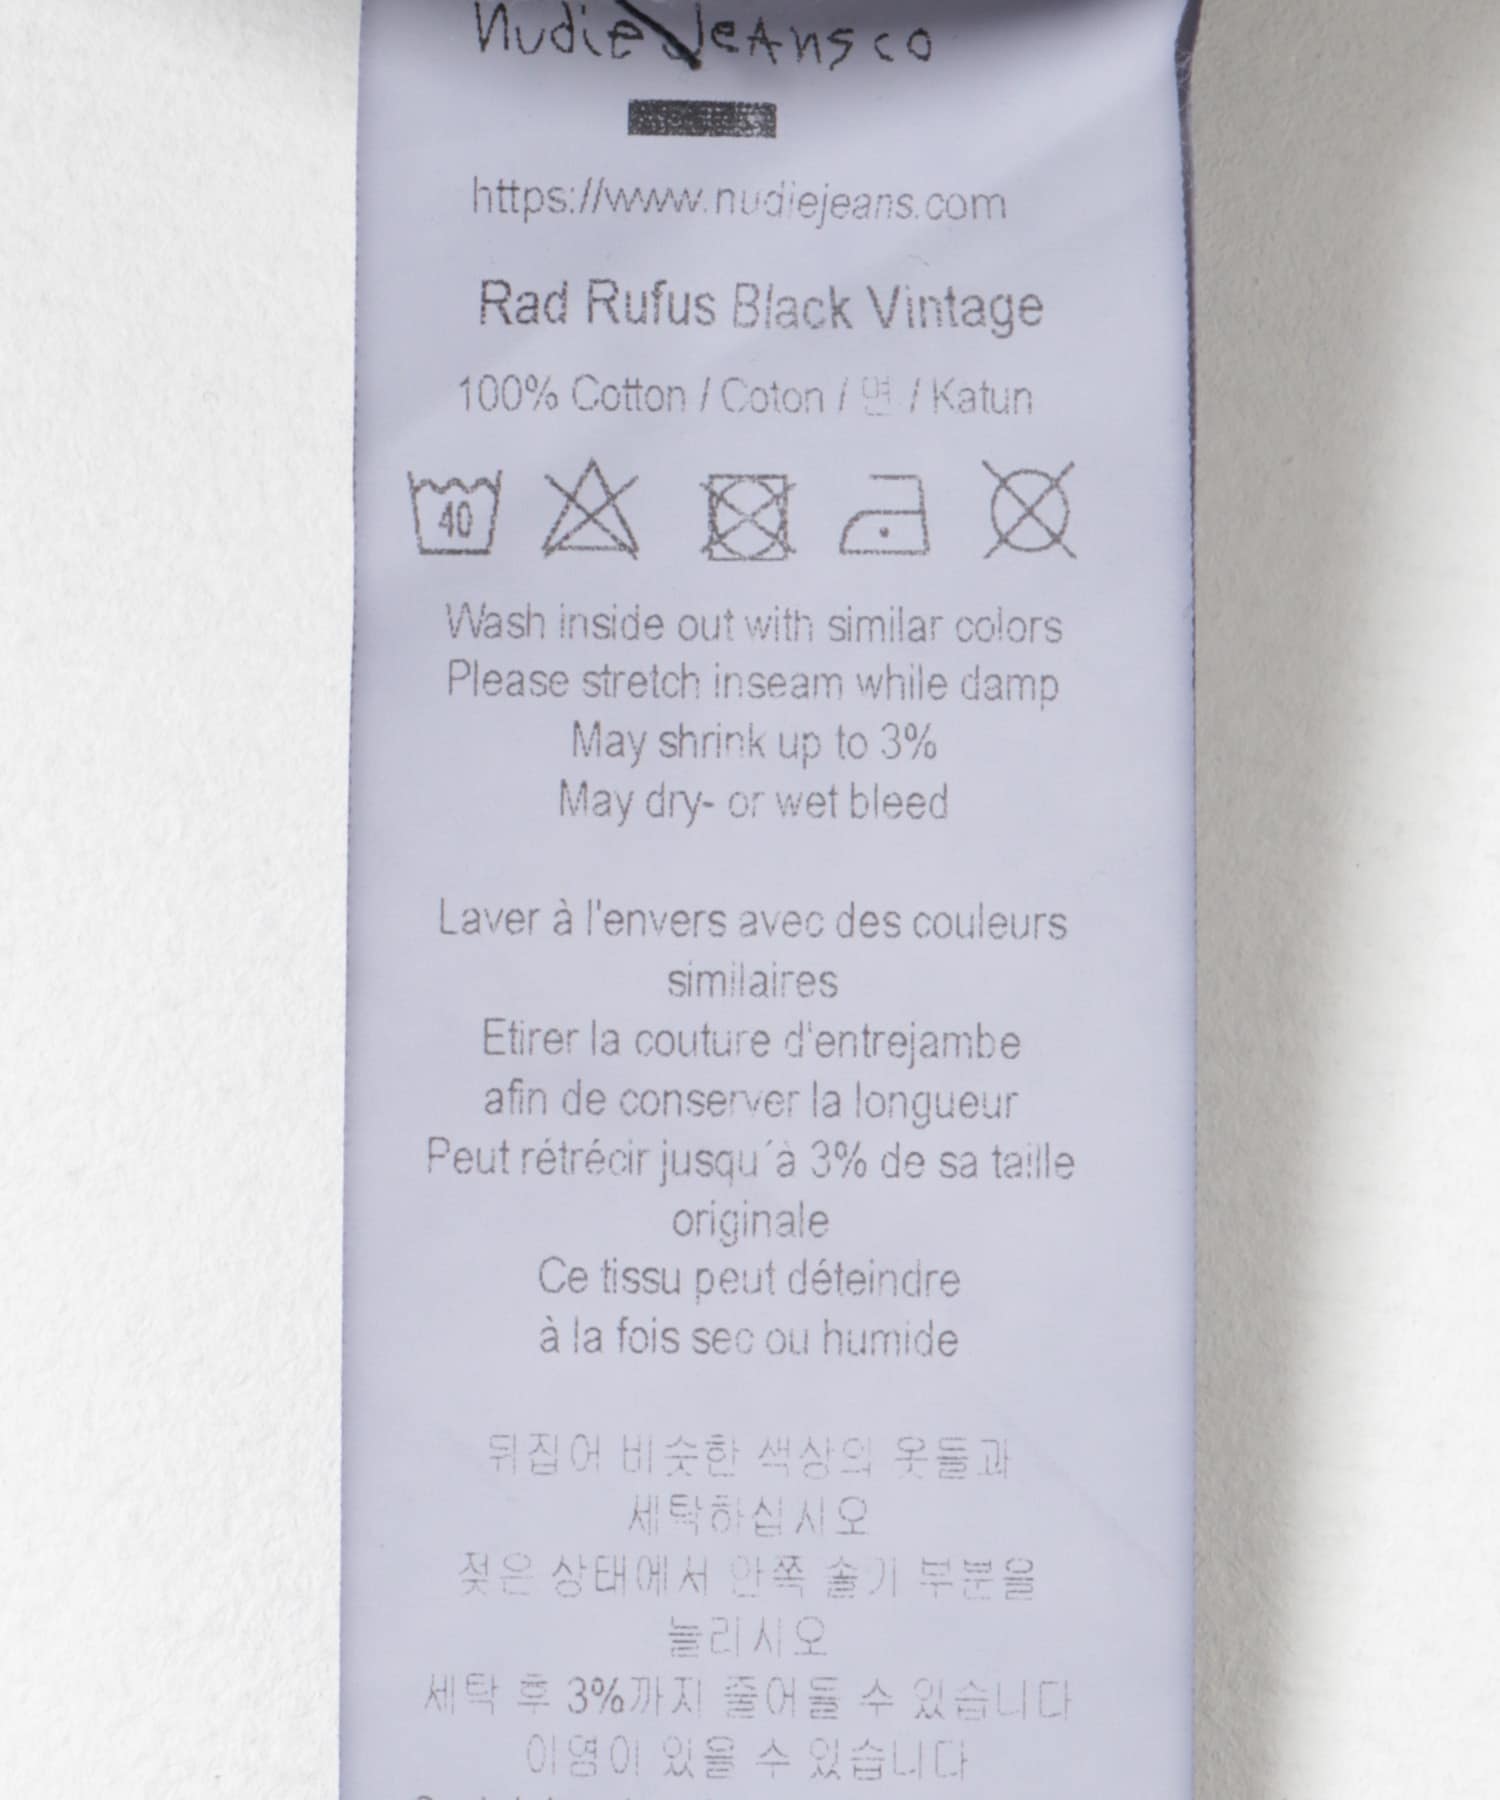 nudie Jeans co
https://www.nudiejeans.com
Rad Rufus Black Vintage
100% Cotton / Coton / 면 / Katun
40
Wash inside out with similar colors
Please stretch inseam while damp
May shrink up to 3%
May dry- or wet bleed
Laver à l'envers avec des couleurs
similaires
Etirer la couture d'entrejambe
afin de conserver la longueur
Peut rétrécir jusqu´à 3% de sa taille
originale
Ce tissu peut déteindre
à la fois sec ou humide
뒤집어 비슷한 색상의 옷들과
세탁하십시오
젖은 상태에서 안쪽 솔기 부분을
늘리시오
세탁 후 3%까지 줄어들 수 있습니다
이염이 있을 수 있습니다